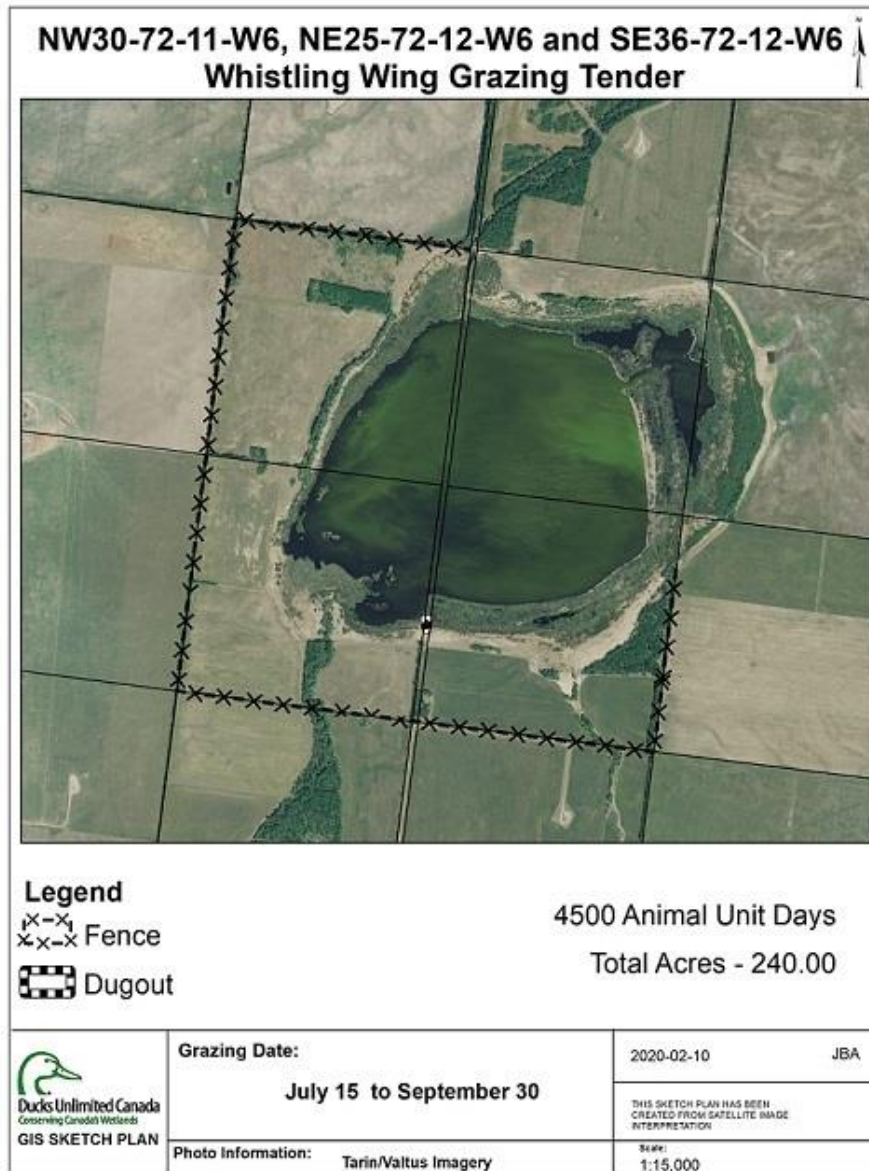 NW30-72-11-W6, NE25-72-12-W6 and SE36-72-12-W6
Whistling Wing Grazing Tender
N
Legend
Fence
Dugout
4500 Animal Unit Days
Total Acres - 240.00
Ducks Unlimited Canada
Conserving Canada's Wetlands
GIS SKETCH PLAN
Grazing Date:
July 15 to September 30
Photo Information:
Tarin/Valtus Imagery
2020-02-10 JBA
THIS SKETCH PLAN HAS BEEN
CREATED FROM SATELLITE IMAGE
INTERPRETATION
Scale:
1:15,000